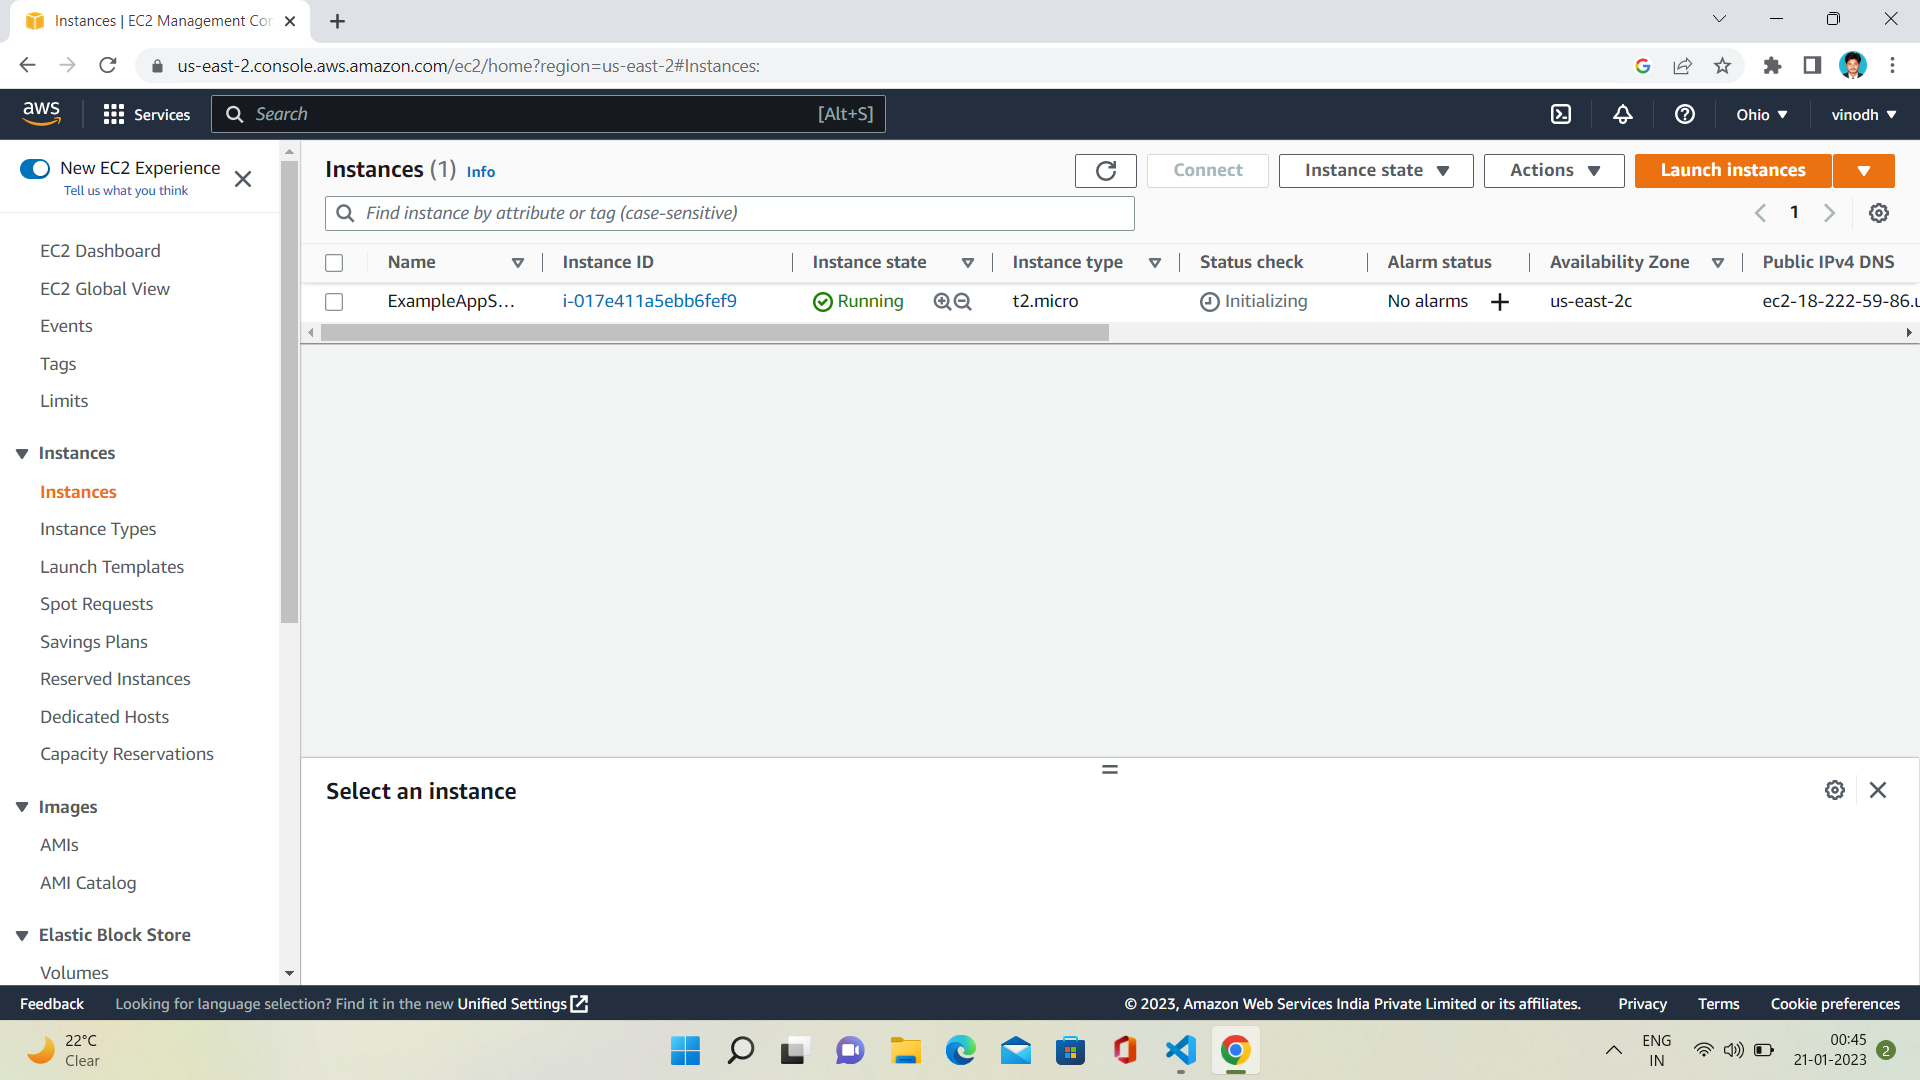 Instances | EC2 Management Con
us-east-2.console.aws.amazon.com/ec2/home?region=us-east-2#Instances:
aws
Services
Search
[Alt+S]
Ohio
vinodh
New EC2 Experience
Tell us what you think
EC2 Dashboard
EC2 Global View
Events
Tags
Limits
Instances
Instances
Instance Types
Launch Templates
Spot Requests
Savings Plans
Reserved Instances
Dedicated Hosts
Capacity Reservations
Images
AMIs
AMI Catalog
Elastic Block Store
Volumes
Instances (1) Info
Connect
Instance state
Actions
Launch instances
Find instance by attribute or tag (case-sensitive)
1
Name Instance ID Instance state Instance type Status check Alarm status Availability Zone Public IPv4 DNS
ExampleAppS... i-017e411a5ebb6fef9 Running t2.micro Initializing No alarms us-east-2c ec2-18-222-59-86.u
Select an instance
Feedback Looking for language selection? Find it in the new Unified Settings
© 2023, Amazon Web Services India Private Limited or its affiliates. Privacy Terms Cookie preferences
22°C
Clear
ENG
IN
00:45
21-01-2023
2